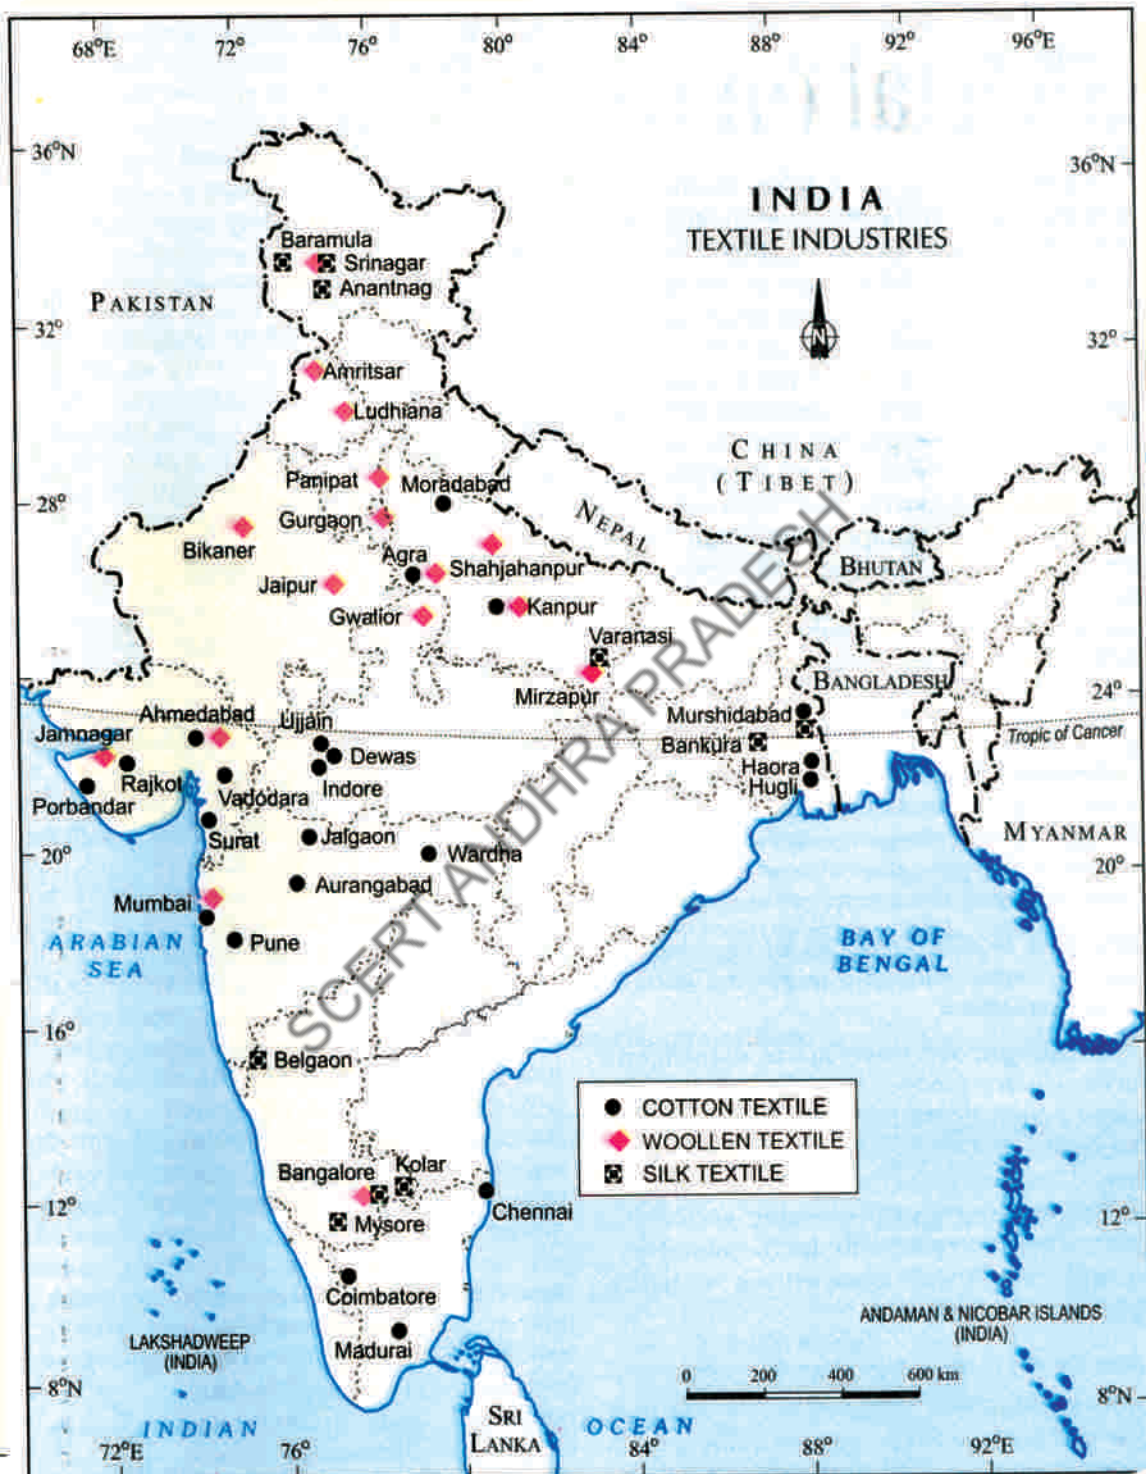 68°E 72° 76° 80° 84° 88° 92° 96°E
36°N 36°N
INDIA
TEXTILE INDUSTRIES
Baramula
Srinagar
Anantnag
PAKISTAN
N
32° 32°
Amritsar
Ludhiana
CHINA
(TIBET)
Panipat
Moradabad
28° 28°
Gurgaon
NEPAL
Bikaner
Agra
Shahjahanpur
BHUTAN
Jaipur
Gwalior
Kanpur
Varanasi
Mirzapur
BANGLADESH
24°
Ahmedabad
Ujjain
Murshidabad
Jamnagar
Bankura
Tropic of Cancer
Dewas
Haora
Rajkot
Indore
Hugli
Porbandar
Vadodara
Surat
Jalgaon
MYANMAR
20° 20°
Wardha
Aurangabad
Mumbai
ARABIAN
SEA
Pune
BAY OF
BENGAL
SCERT ANDHRA PRADESH
16°
Belgaon
COTTON TEXTILE
WOOLLEN TEXTILE
SILK TEXTILE
Bangalore
Kolar
12° 12°
Chennai
Mysore
Coimbatore
ANDAMAN & NICOBAR ISLANDS
(INDIA)
LAKSHADWEEP
(INDIA)
Madurai
0 200 400 600 km
8°N 8°N
INDIAN
OCEAN
SRI
LANKA
72°E 76° 84° 88° 92°E